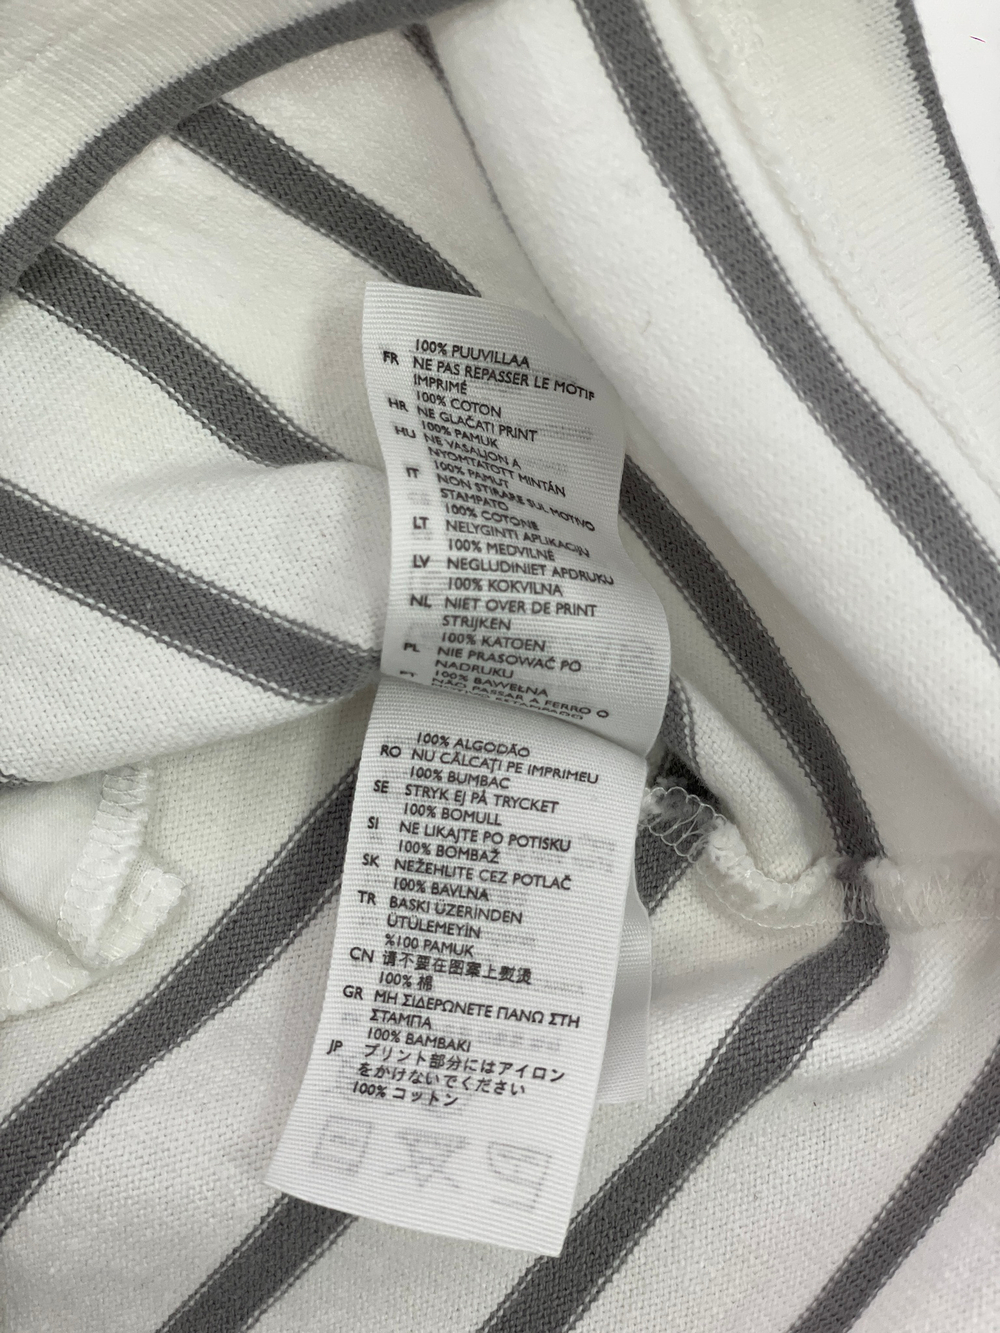 100% PUUVILLAA
FR NE PAS REPASSER LE MOTIF
IMPRIMÉ
100% COTON
HR NE GLAČATI PRINT
100% PAMUK
HU NE VASALJON A
NYOMTATOTT MINTÁN
100% PAMUT
IT NON STIRARE SUL MOTIVO
STAMPATO
100% COTONE
LT NELYGINTI APLIKACIJŲ
100% MEDVILNĖ
LV NEGLUDINIET APDRUKU
100% KOKVILNA
NL NIET OVER DE PRINT
STRIJKEN
100% KATOEN
PL NIE PRASOWAĆ PO
NADRUKU
100% BAWEŁNA
PT NÃO PASSAR A FERRO O
ESTAMPADO
100% ALGODÃO
RO NU CĂLCAŢI PE IMPRIMEU
100% BUMBAC
SE STRYK EJ PÅ TRYCKET
100% BOMULL
SI NE LIKAJTE PO POTISKU
100% BOMBAŽ
SK NEŽEHLITE CEZ POTLAČ
100% BAVLNA
TR BASKI ÜZERİNDEN
ÜTÜLEMEYİN
%100 PAMUK
CN 请不要在图案上熨烫
100% 棉
GR ΜΗ ΣΙΔΕΡΩΝΕΤΕ ΠΑΝΩ ΣΤΗ
ΣΤΑΜΠΑ
100% BAMBAKI
JP プリント部分にはアイロン
をかけないでください
100% コットン